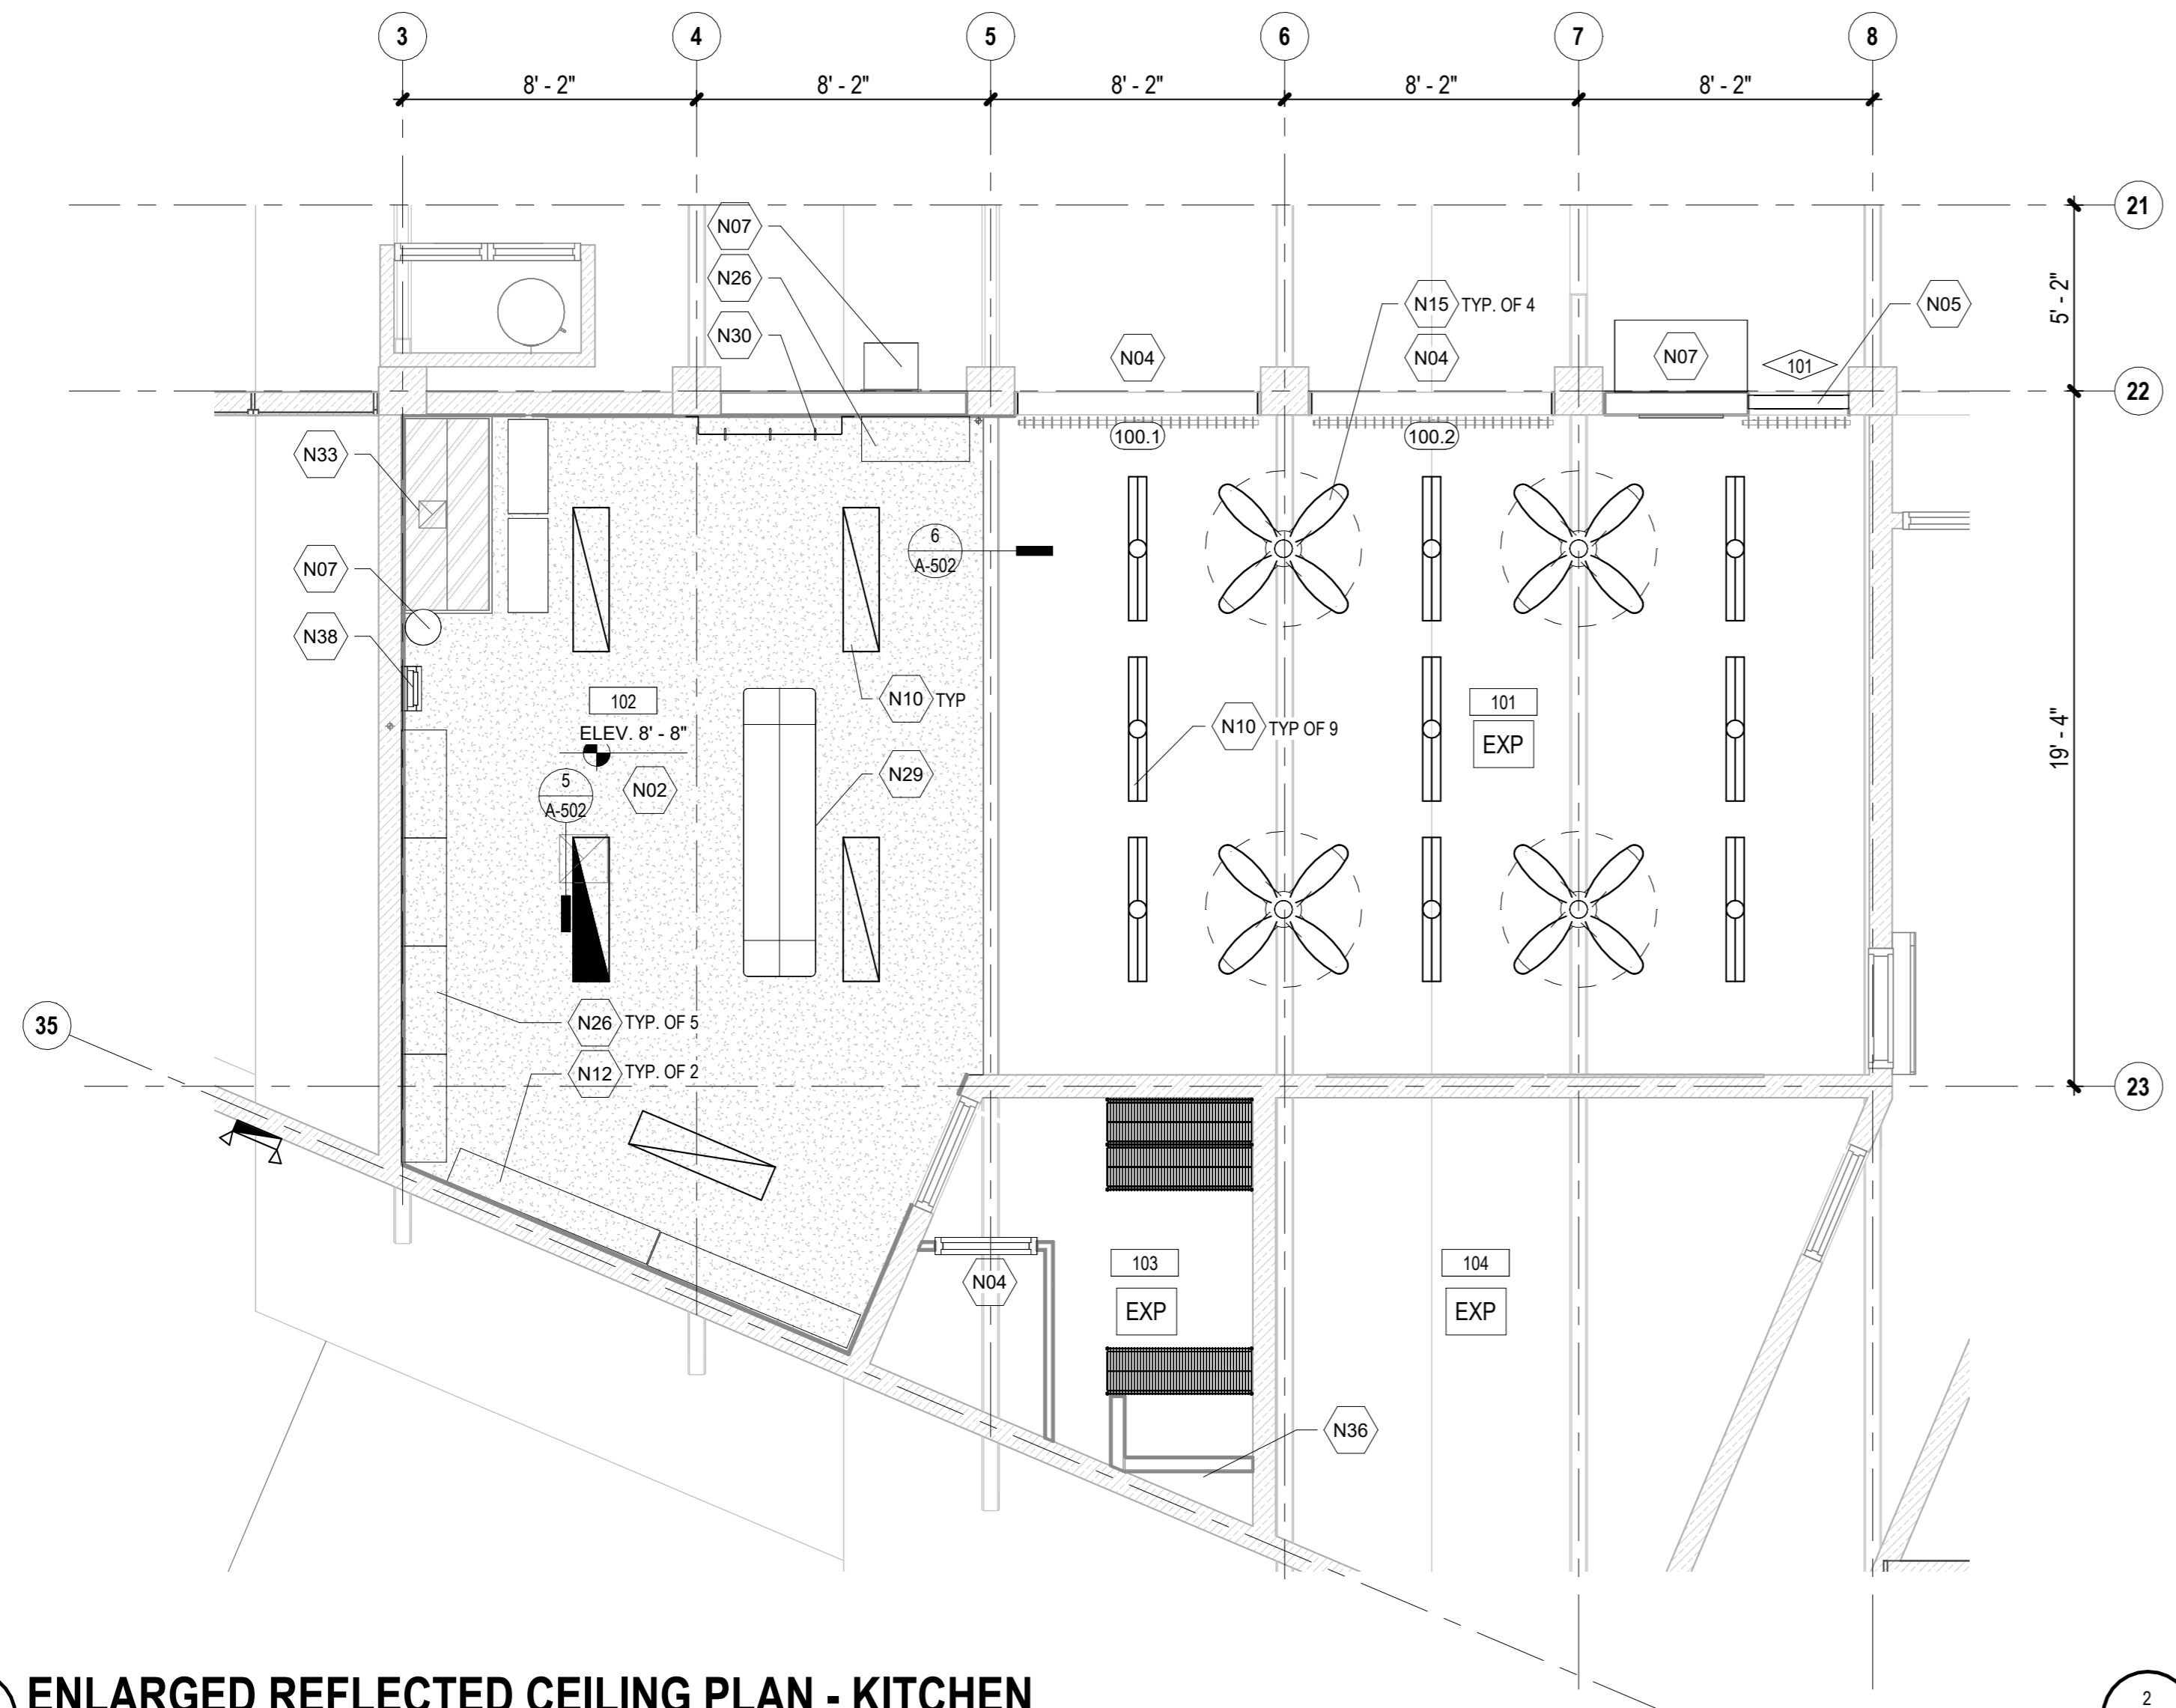 3 4 5 6 7 8
8' - 2" 8' - 2" 8' - 2" 8' - 2" 8' - 2"
21
N07
N26
N15 TYP. OF 4
N05
5' - 2"
N30
N04
N04
N07
101
22
100.1
100.2
N33
6
A-502
N07
N38
102
N10 TYP
101
N10 TYP OF 9
EXP
ELEV. 8' - 8"
19' - 4"
N29
5
A-502
N02
35
N26 TYP. OF 5
N12 TYP. OF 2
23
103
104
N04
EXP
EXP
N36
ENLARGED REFLECTED CEILING PLAN - KITCHEN
2